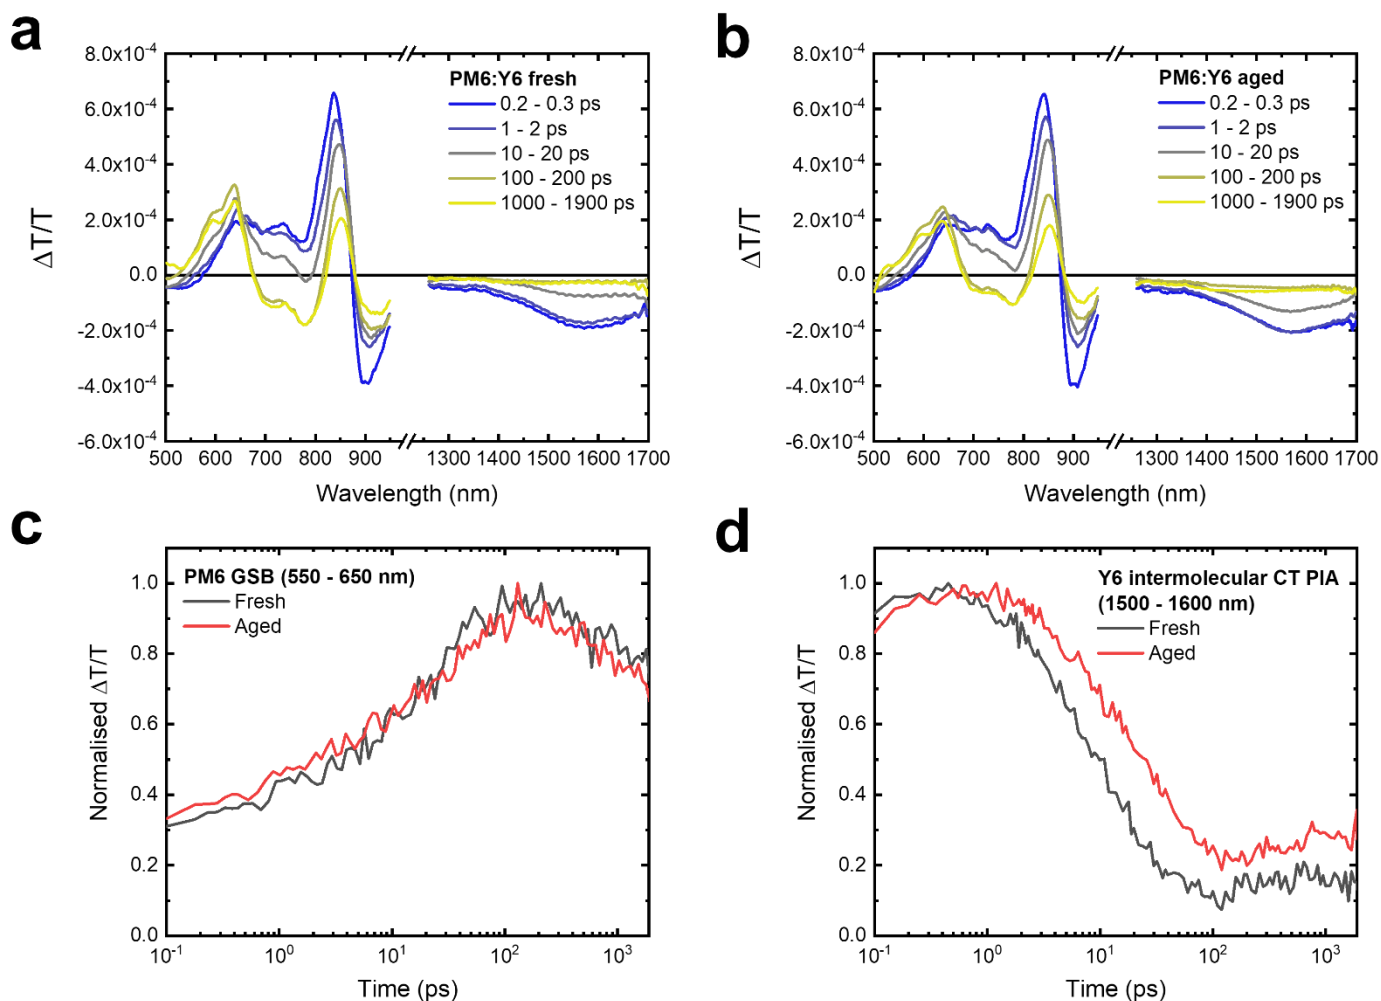 a
8.0x10⁻⁴
6.0x10⁻⁴
4.0x10⁻⁴
2.0x10⁻⁴
0.0
-2.0x10⁻⁴
-4.0x10⁻⁴
-6.0x10⁻⁴
ΔT/T
PM6:Y6 fresh
0.2 - 0.3 ps
1 - 2 ps
10 - 20 ps
100 - 200 ps
1000 - 1900 ps
500 600 700 800 900 1300 1400 1500 1600 1700
Wavelength (nm)
b
8.0x10⁻⁴
6.0x10⁻⁴
4.0x10⁻⁴
2.0x10⁻⁴
0.0
-2.0x10⁻⁴
-4.0x10⁻⁴
-6.0x10⁻⁴
ΔT/T
PM6:Y6 aged
0.2 - 0.3 ps
1 - 2 ps
10 - 20 ps
100 - 200 ps
1000 - 1900 ps
500 600 700 800 900 1300 1400 1500 1600 1700
Wavelength (nm)
c
1.0
0.8
0.6
0.4
0.2
0.0
Normalised ΔT/T
PM6 GSB (550 - 650 nm)
Fresh
Aged
10⁻¹ 10⁰ 10¹ 10² 10³
Time (ps)
d
1.0
0.8
0.6
0.4
0.2
0.0
Normalised ΔT/T
Y6 intermolecular CT PIA
(1500 - 1600 nm)
Fresh
Aged
10⁻¹ 10⁰ 10¹ 10² 10³
Time (ps)